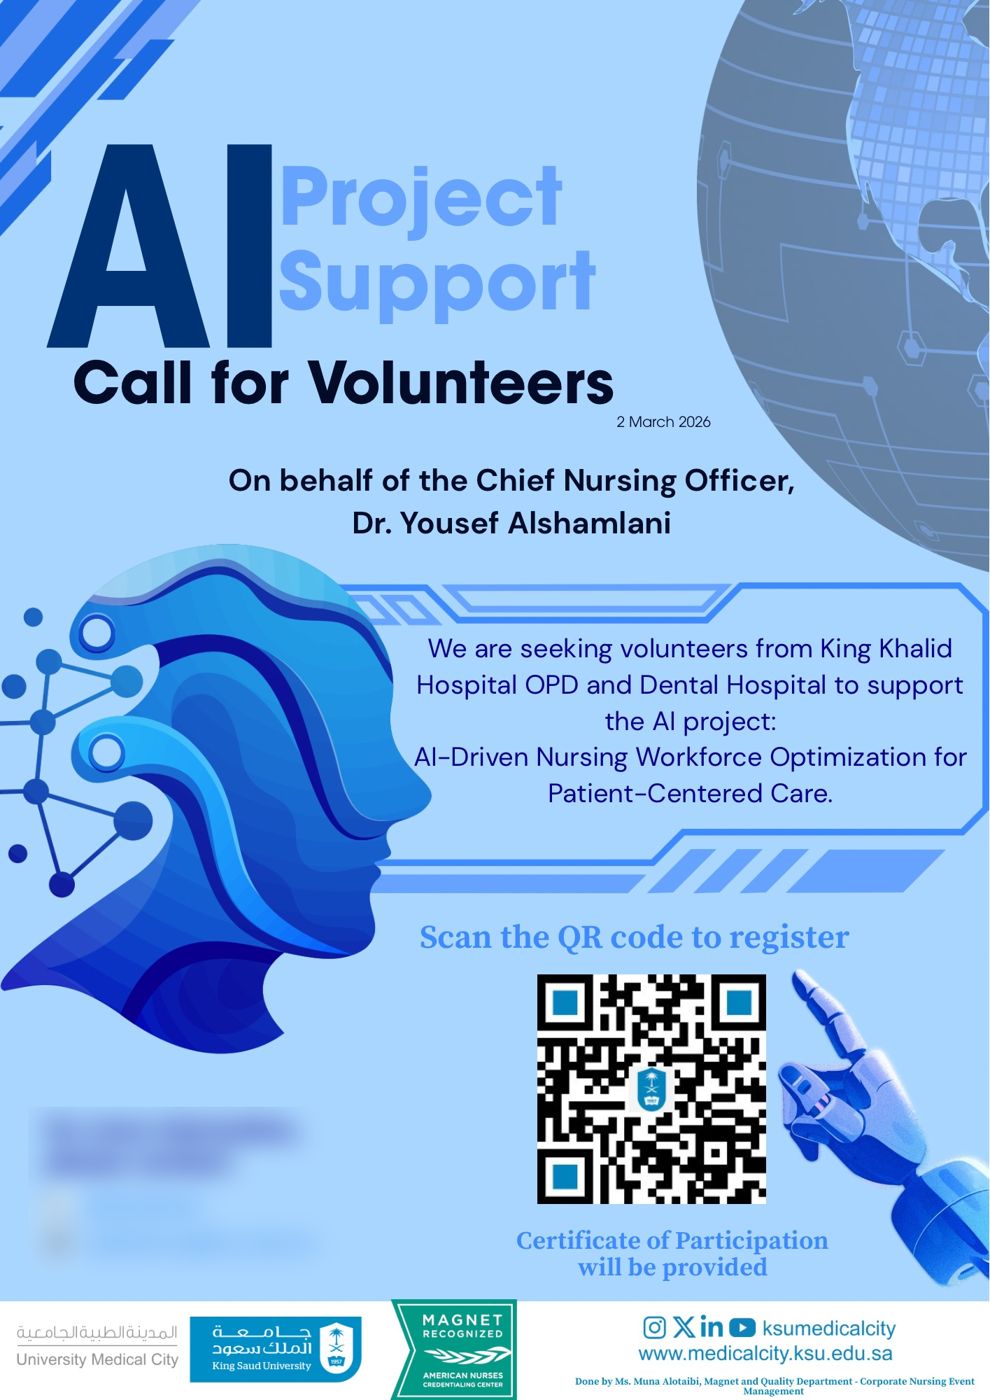 AI Project
Support
Call for Volunteers
2 March 2026
On behalf of the Chief Nursing Officer,
Dr. Yousef Alshamlani
We are seeking volunteers from King Khalid
Hospital OPD and Dental Hospital to support
the AI project:
AI-Driven Nursing Workforce Optimization for
Patient-Centered Care.
Scan the QR code to register
Certificate of Participation
will be provided
المدينة الطبية الجامعية
University Medical City
جامعة
الملك سعود
King Saud University
1957
MAGNET
RECOGNIZED
AMERICAN NURSES
CREDENTIALING CENTER
ksumedicalcity
www.medicalcity.ksu.edu.sa
Done by Ms. Muna Alotaibi, Magnet and Quality Department - Corporate Nursing Event
Management